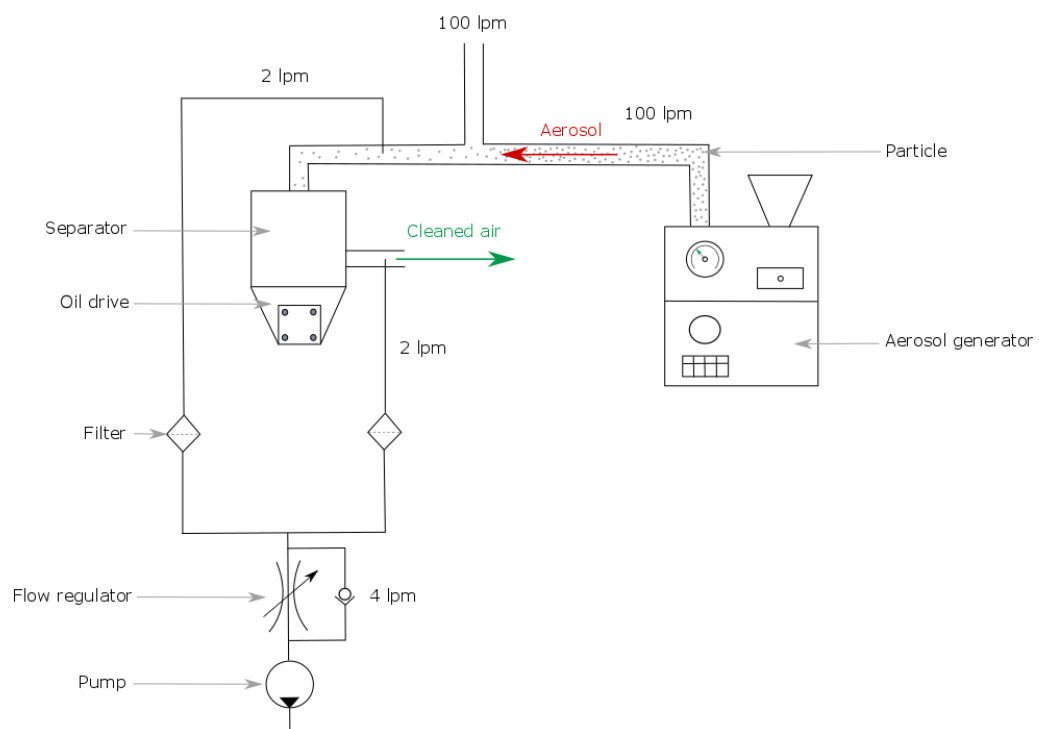 100 lpm
2 lpm
100 lpm
Aerosol
Particle
Separator
Cleaned air
Oil drive
Aerosol generator
2 lpm
Filter
Flow regulator
4 lpm
Pump